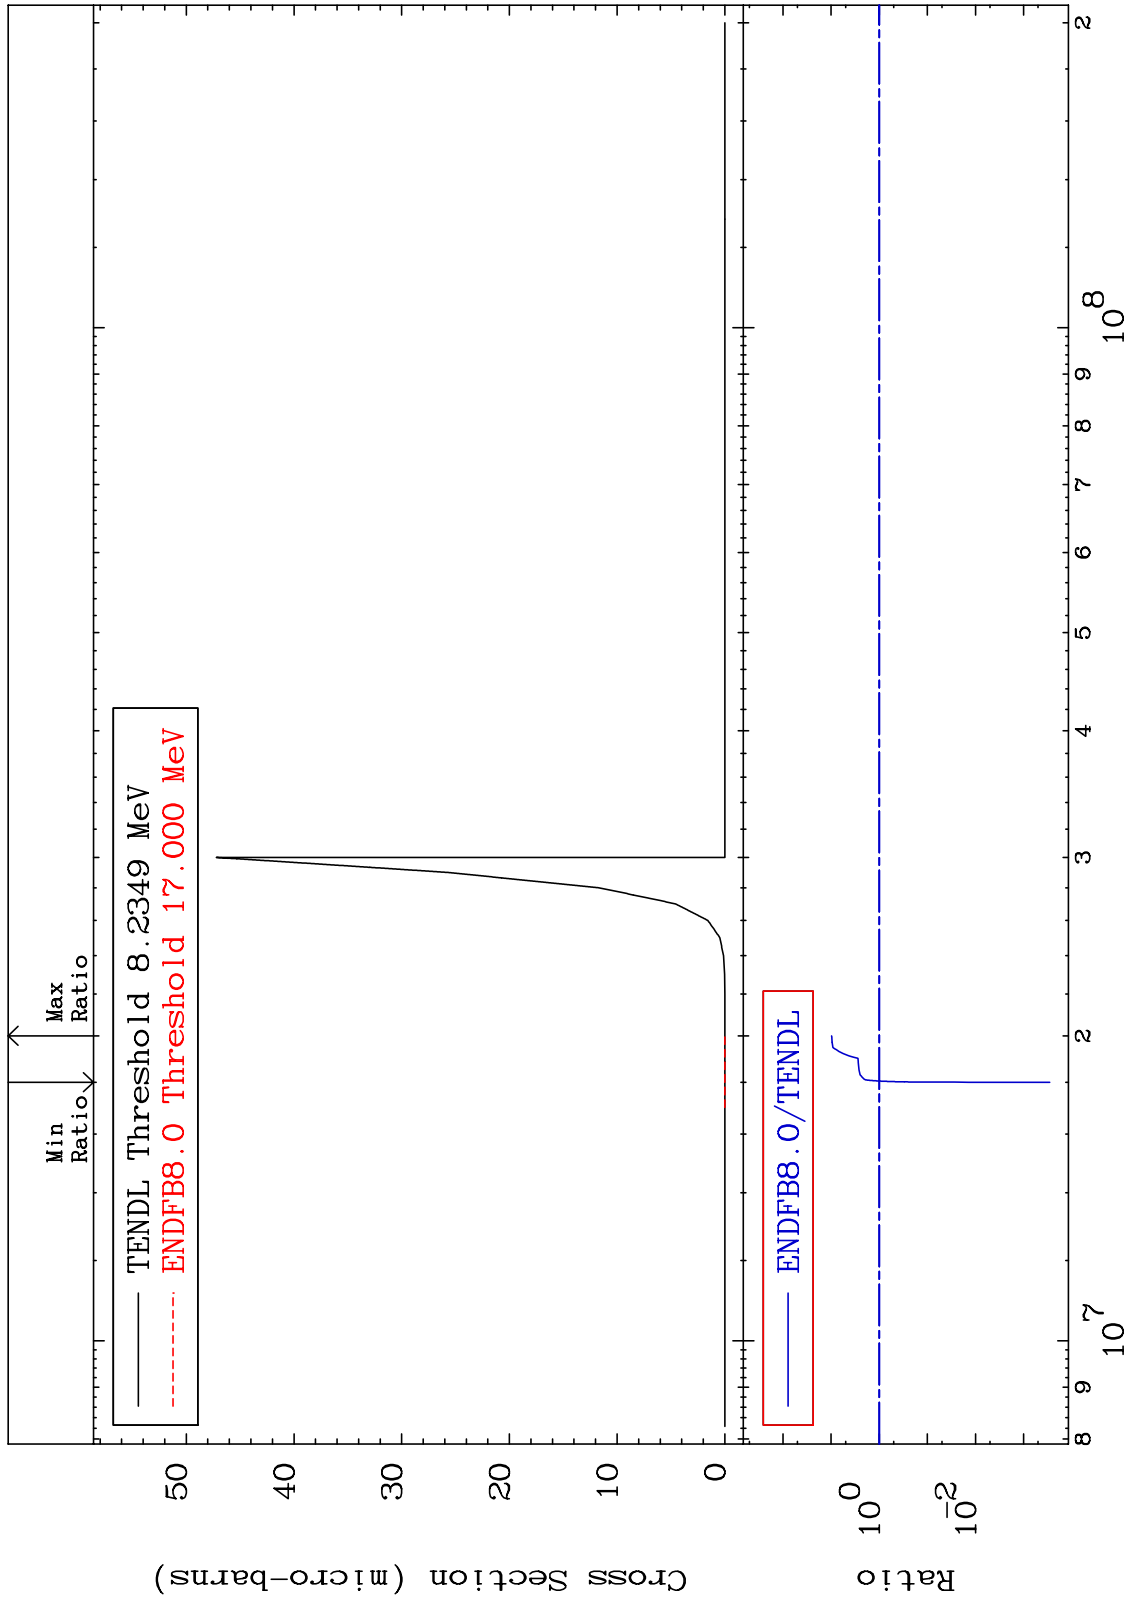 Min
Ratio
Max
Ratio
TENDL Threshold 8.2349 MeV
ENDFB8.0 Threshold 17.000 MeV
50
40
30
20
10
0
Cross Section (micro-barns)
ENDFB8.0/TENDL
10^0
10^-2
Ratio
8 9 10^7 2 3 4 5 6 7 8 9 10^8 2